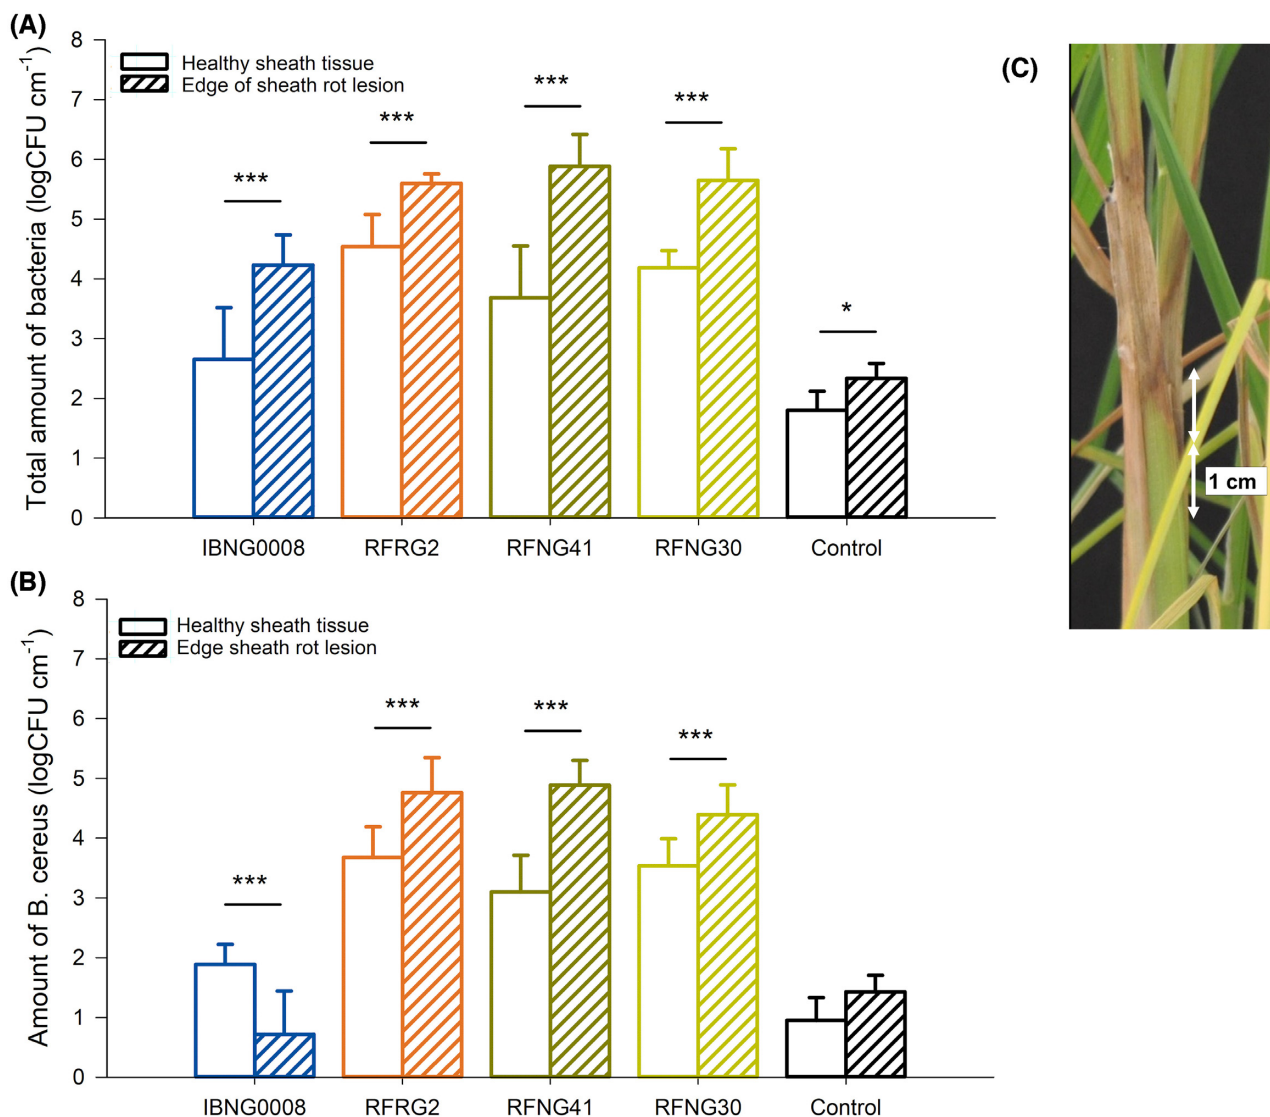 (A)
Total amount of bacteria (logCFU cm⁻¹)
8
7
6
5
4
3
2
1
0
Healthy sheath tissue
Edge of sheath rot lesion
***
***
***
***
*
IBNG0008
RFRG2
RFNG41
RFNG30
Control
(B)
Amount of B. cereus (logCFU cm⁻¹)
8
7
6
5
4
3
2
1
0
Healthy sheath tissue
Edge sheath rot lesion
***
***
***
***
IBNG0008
RFRG2
RFNG41
RFNG30
Control
(C)
1 cm